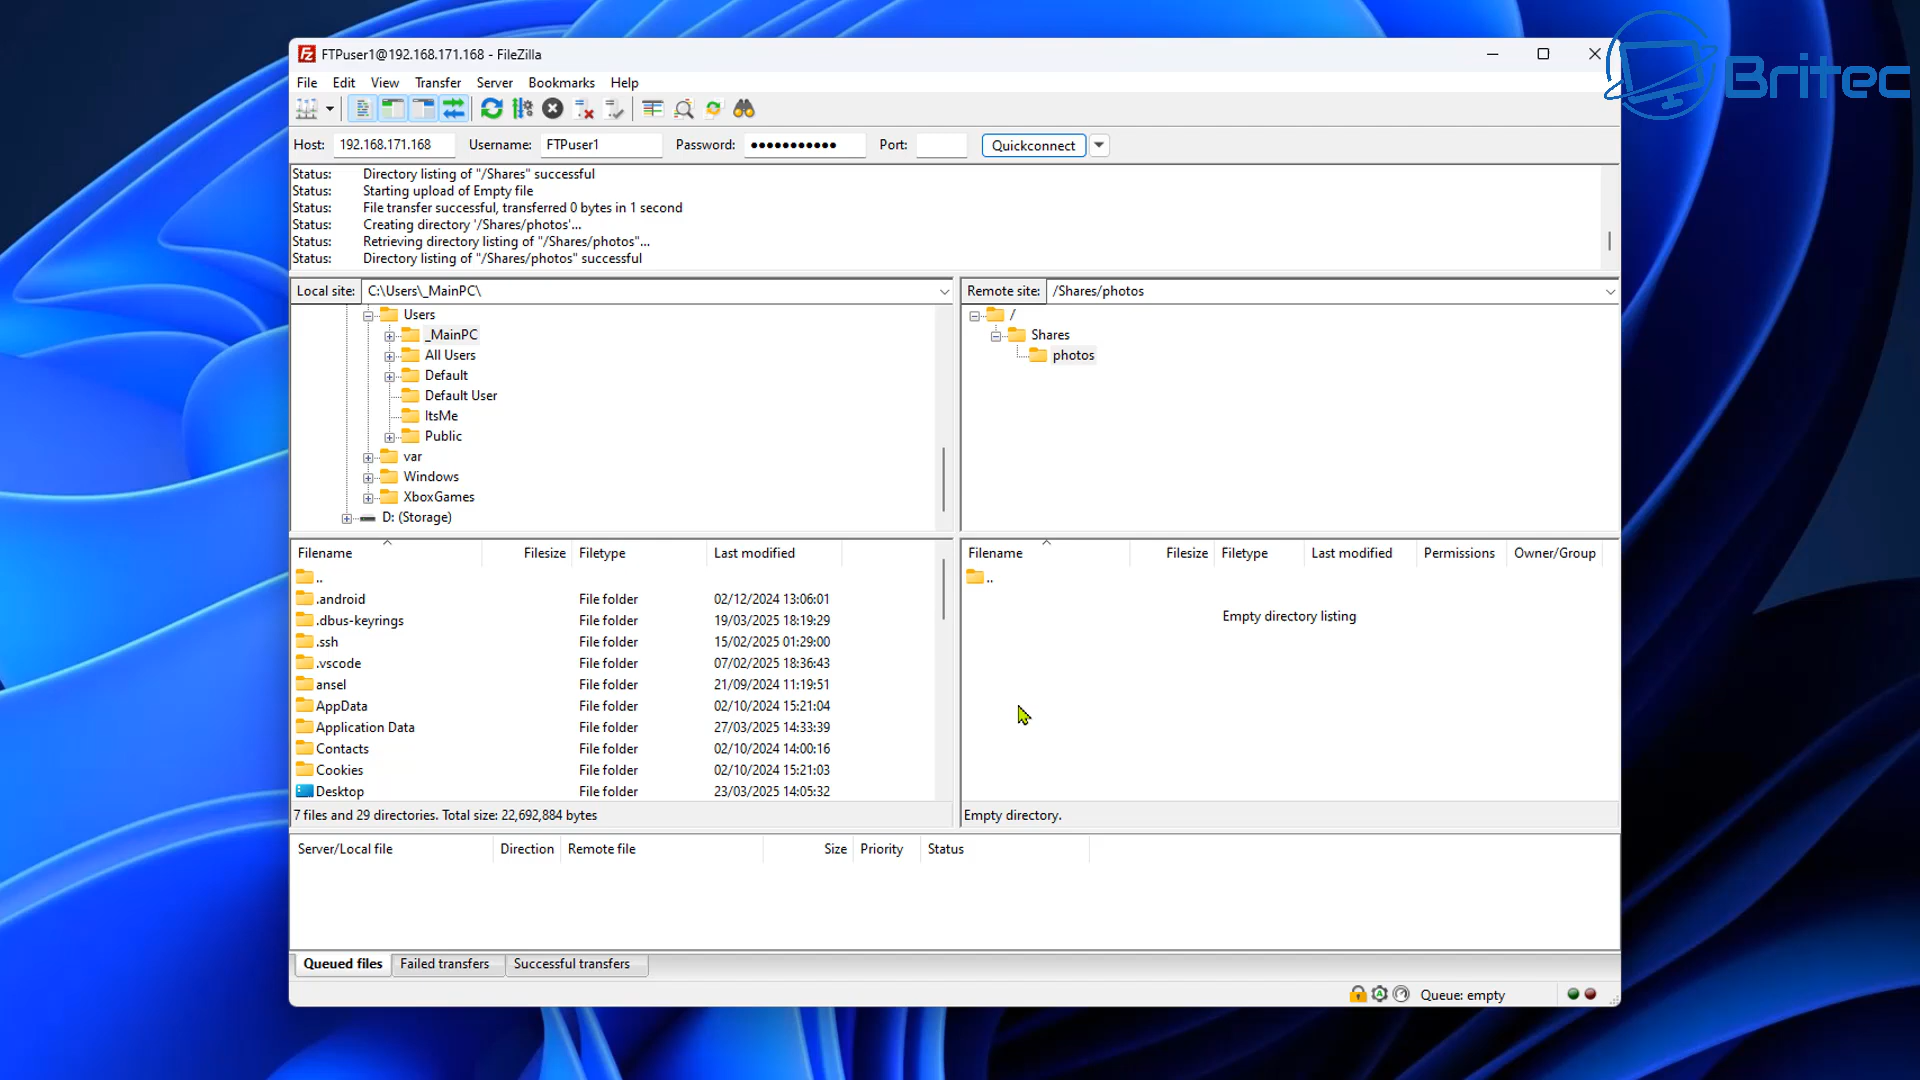 Britec
FTPuser1@192.168.171.168 - FileZilla
File Edit View Transfer Server Bookmarks Help
Host: 192.168.171.168 Username: FTPuser1 Password: ●●●●●●●●●●● Port: Quickconnect
Status: Directory listing of "/Shares" successful
Status: Starting upload of Empty file
Status: File transfer successful, transferred 0 bytes in 1 second
Status: Creating directory '/Shares/photos'...
Status: Retrieving directory listing of "/Shares/photos"...
Status: Directory listing of "/Shares/photos" successful
Local site: C:\Users\_MainPC\
Users
_MainPC
All Users
Default
Default User
ItsMe
Public
var
Windows
XboxGames
D: (Storage)
Remote site: /Shares/photos
/
Shares
photos
Filename Filesize Filetype Last modified
..
.android File folder 02/12/2024 13:06:01
.dbus-keyrings File folder 19/03/2025 18:19:29
.ssh File folder 15/02/2025 01:29:00
.vscode File folder 07/02/2025 18:36:43
ansel File folder 21/09/2024 11:19:51
AppData File folder 02/10/2024 15:21:04
Application Data File folder 27/03/2025 14:33:39
Contacts File folder 02/10/2024 14:00:16
Cookies File folder 02/10/2024 15:21:03
Desktop File folder 23/03/2025 14:05:32
7 files and 29 directories. Total size: 22,692,884 bytes
Filename Filesize Filetype Last modified Permissions Owner/Group
..
Empty directory listing
Empty directory.
Server/Local file Direction Remote file Size Priority Status
Queued files Failed transfers Successful transfers
Queue: empty